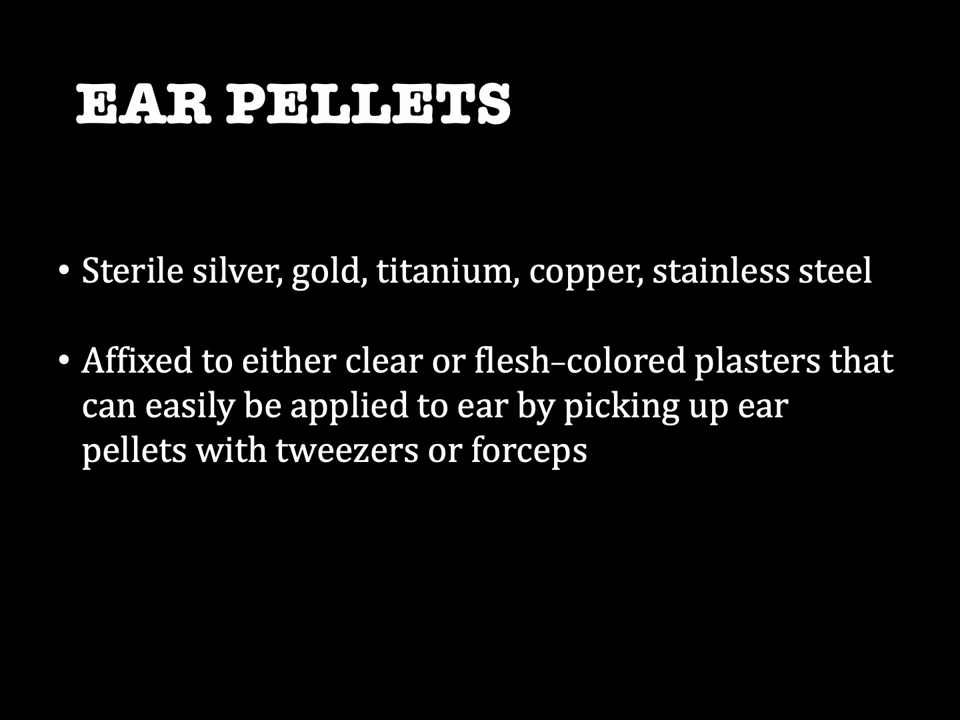 EAR PELLETS
• Sterile silver, gold, titanium, copper, stainless steel
• Affixed to either clear or flesh–colored plasters that
can easily be applied to ear by picking up ear
pellets with tweezers or forceps